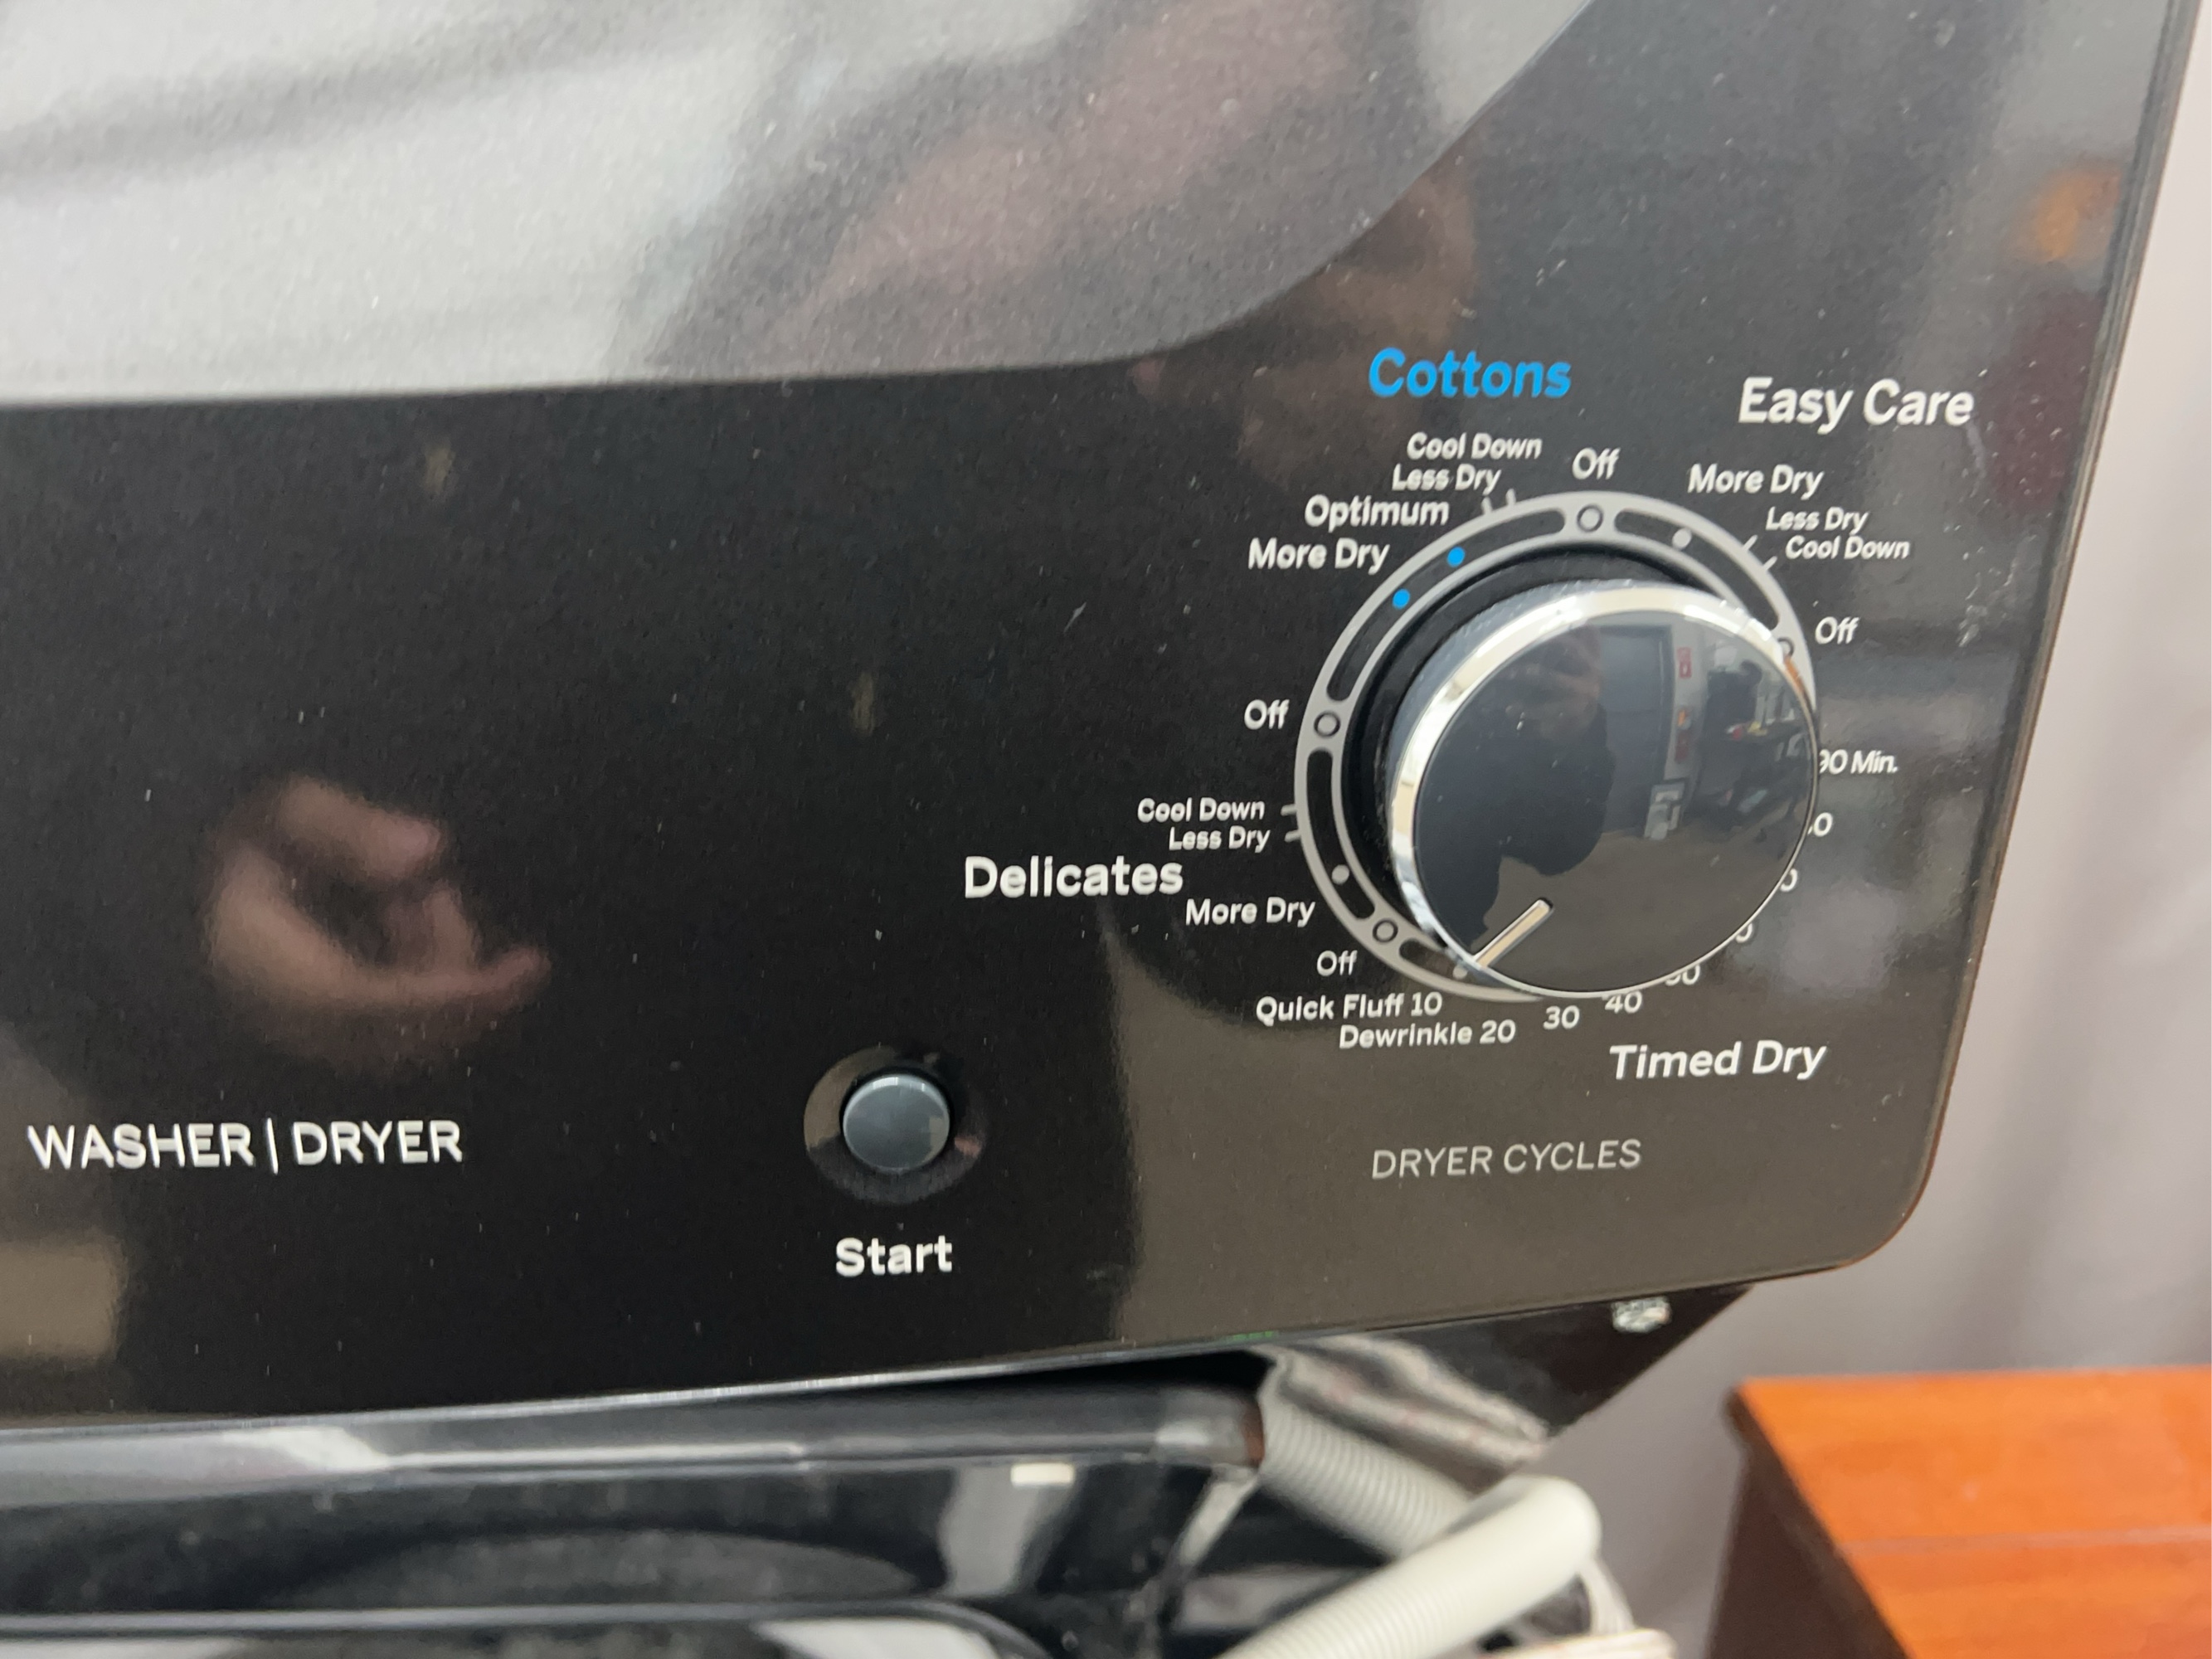 Cottons
Easy Care
Cool Down
Off
Less Dry
More Dry
Optimum
Less Dry
More Dry
Cool Down
Off
Off
Min.
Cool Down
Less Dry
Delicates
More Dry
Off
Quick Fluff 10
Dewrinkle 20
30
40
Timed Dry
WASHER | DRYER
DRYER CYCLES
Start